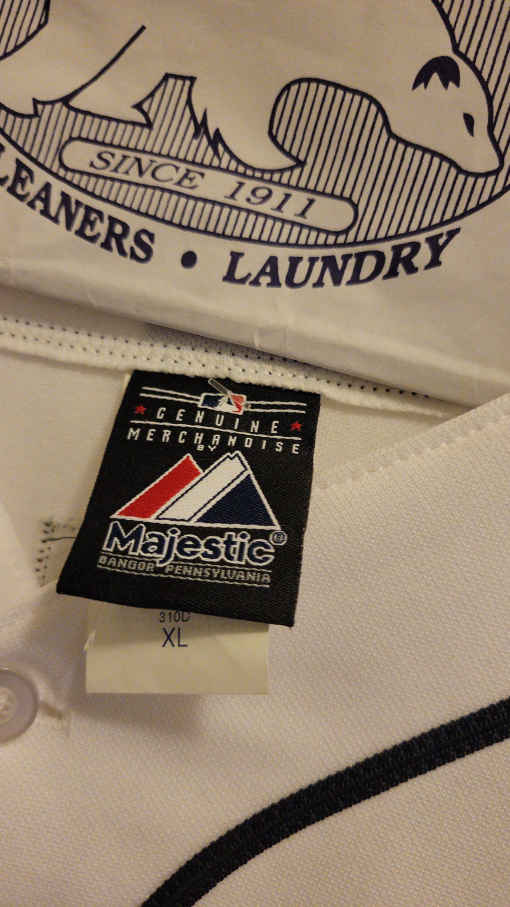 SINCE 1911
LEANERS • LAUNDRY
GENUINE
MERCHANDISE
BY
Majestic®
BANGOR PENNSYLVANIA
310D
XL